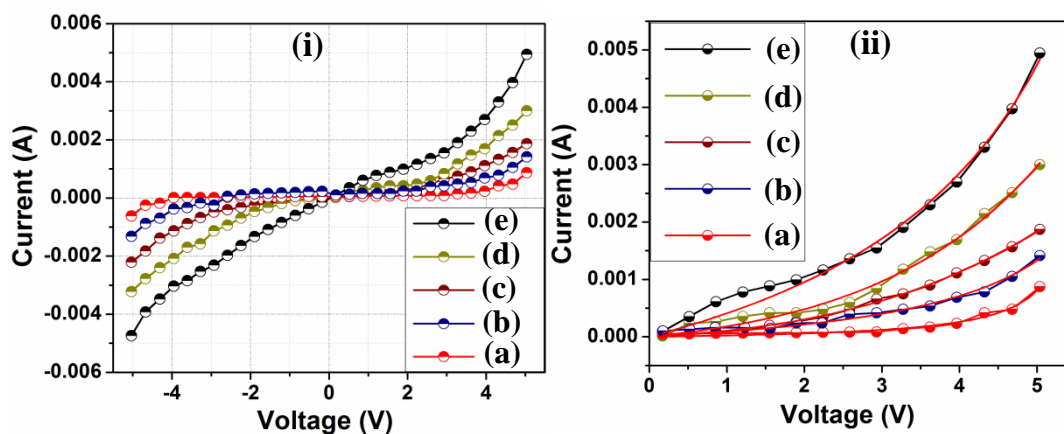 (i)
Current (A)
0.006
0.004
0.002
0.000
-0.002
-0.004
-0.006
-4
-2
0
2
4
Voltage (V)
(e)
(d)
(c)
(b)
(a)
(ii)
Current (A)
0.005
0.004
0.003
0.002
0.001
0.000
0
1
2
3
4
5
Voltage (V)
(e)
(d)
(c)
(b)
(a)